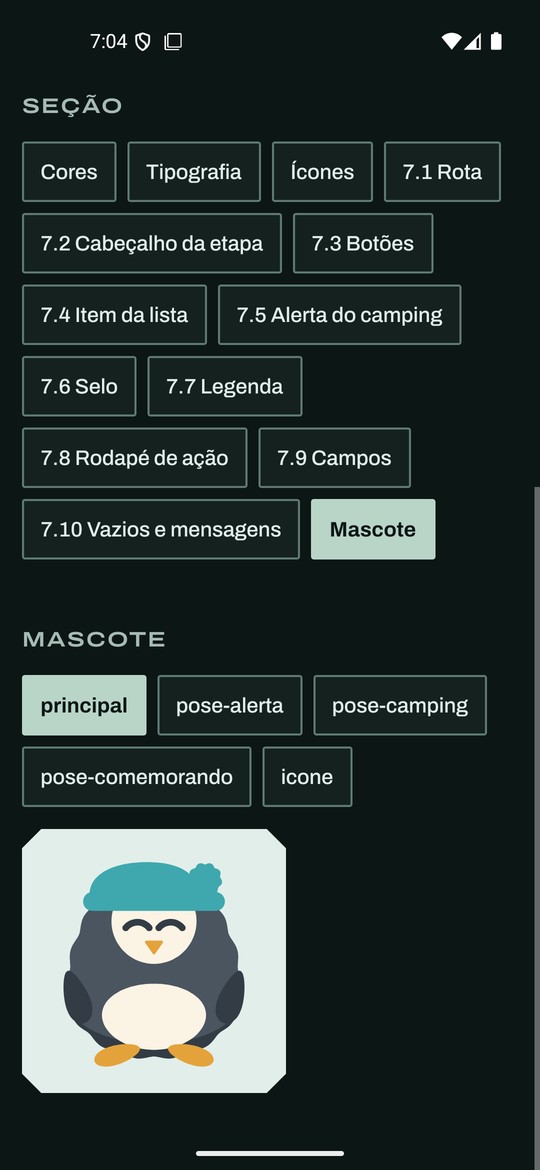 7:04
SEÇÃO
Cores Tipografia Ícones 7.1 Rota
7.2 Cabeçalho da etapa 7.3 Botões
7.4 Item da lista 7.5 Alerta do camping
7.6 Selo 7.7 Legenda
7.8 Rodapé de ação 7.9 Campos
7.10 Vazios e mensagens Mascote
MASCOTE
principal pose-alerta pose-camping
pose-comemorando icone